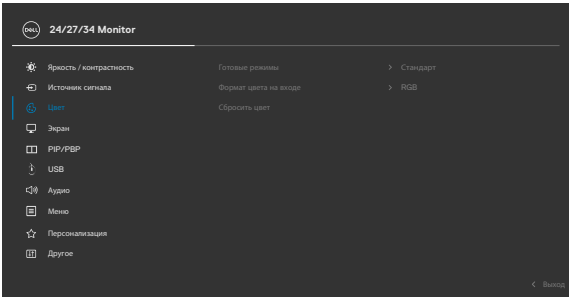 DELL 24/27/34 Monitor
Яркость / контрастность
Готовые режимы > Стандарт
Источник сигнала
Формат цвета на входе > RGB
Цвет
Сбросить цвет
Экран
PIP/PBP
USB
Аудио
Меню
Персонализация
Другое
< Выход